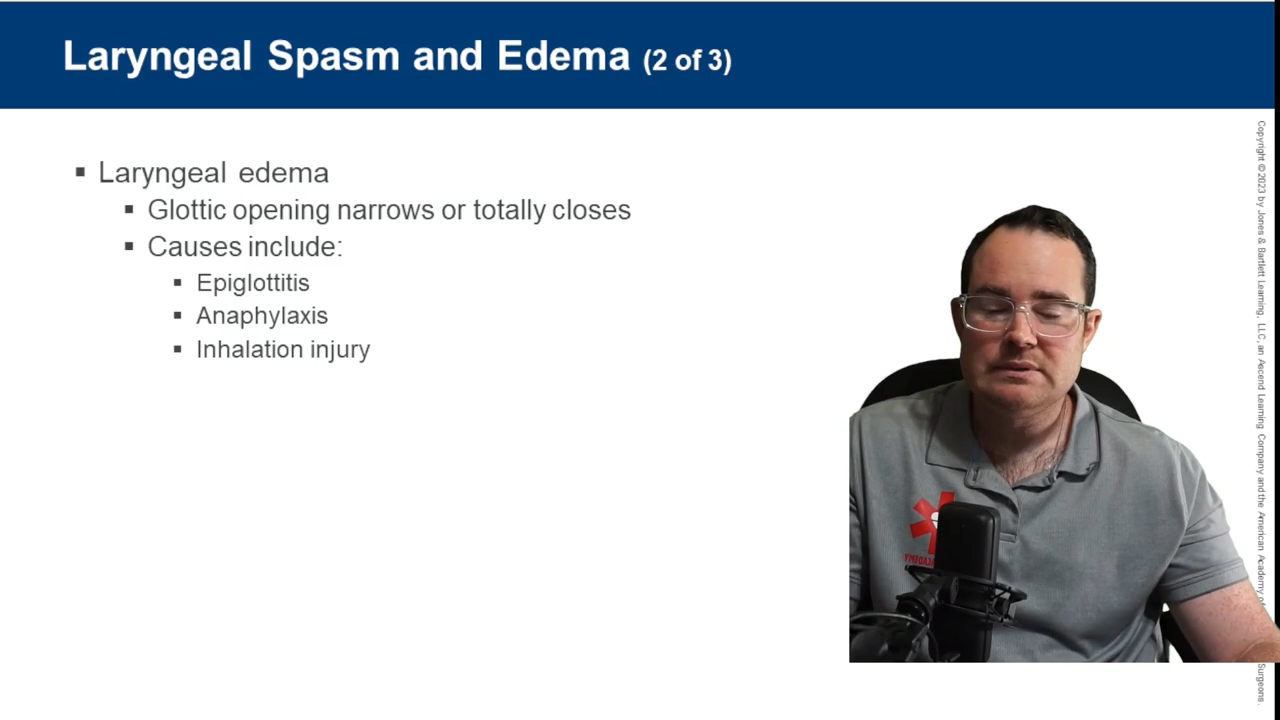 Laryngeal Spasm and Edema (2 of 3)
▪ Laryngeal edema
▪ Glottic opening narrows or totally closes
▪ Causes include:
▪ Epiglottitis
▪ Anaphylaxis
▪ Inhalation injury
Copyright ©2023 by Jones & Bartlett Learning, LLC, an Ascend Learning Company and the American Academy of Surgeons.